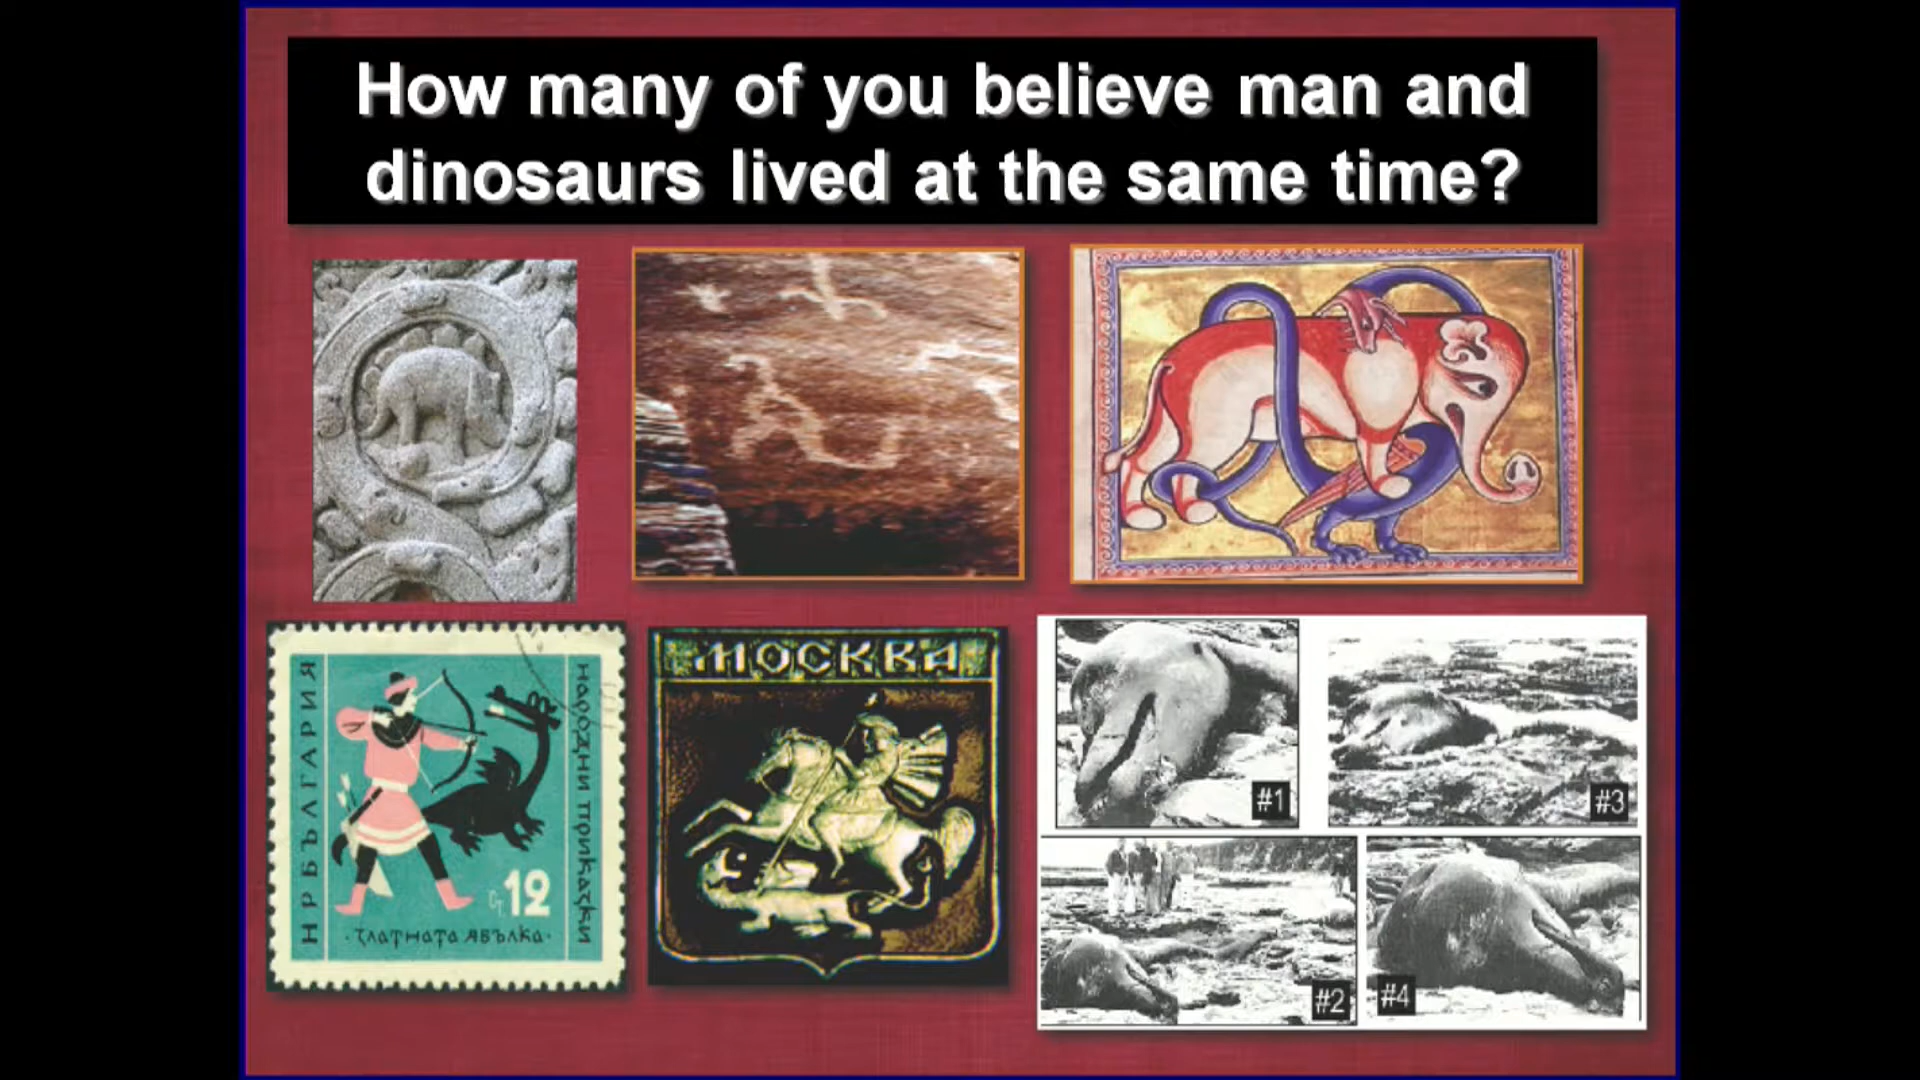 How many of you believe man and
dinosaurs lived at the same time?
НРБЪЛГАРИЯ
НАРОДНИ ПРИКАЗКИ
Ст. 12
·ЗЛАТНАТА ЯБЪЛКА·
МОСКВА
#1
#3
#2
#4